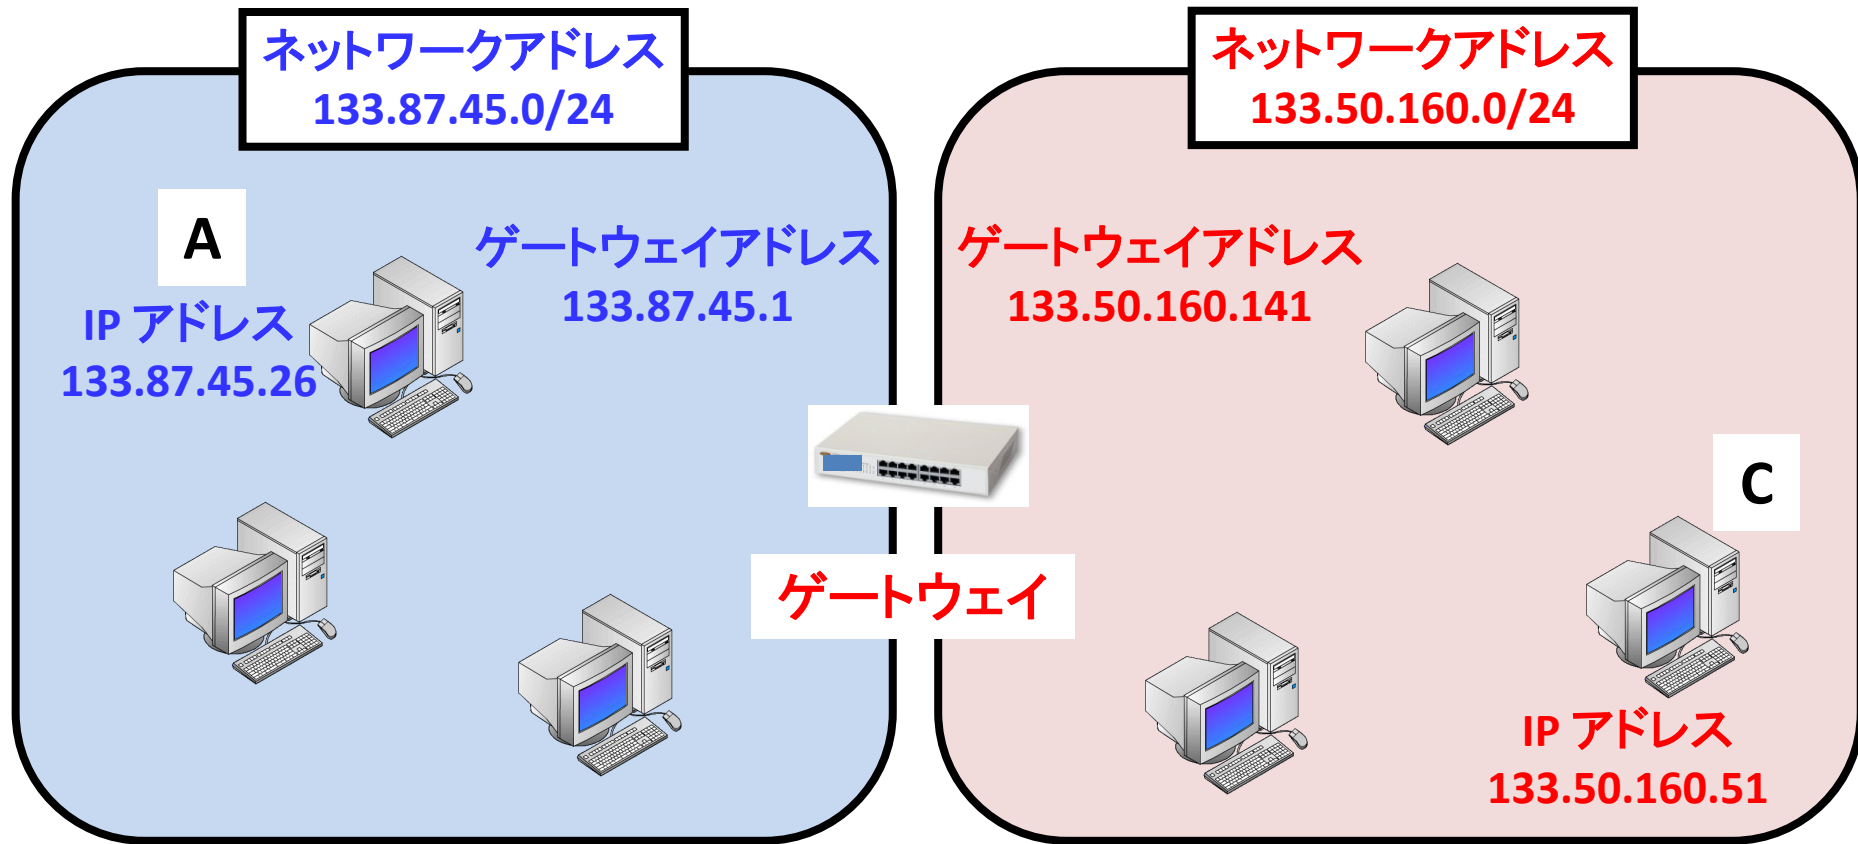 ネットワークアドレス
133.87.45.0/24
ネットワークアドレス
133.50.160.0/24
A
IP アドレス
133.87.45.26
ゲートウェイアドレス
133.87.45.1
ゲートウェイアドレス
133.50.160.141
ゲートウェイ
C
IP アドレス
133.50.160.51